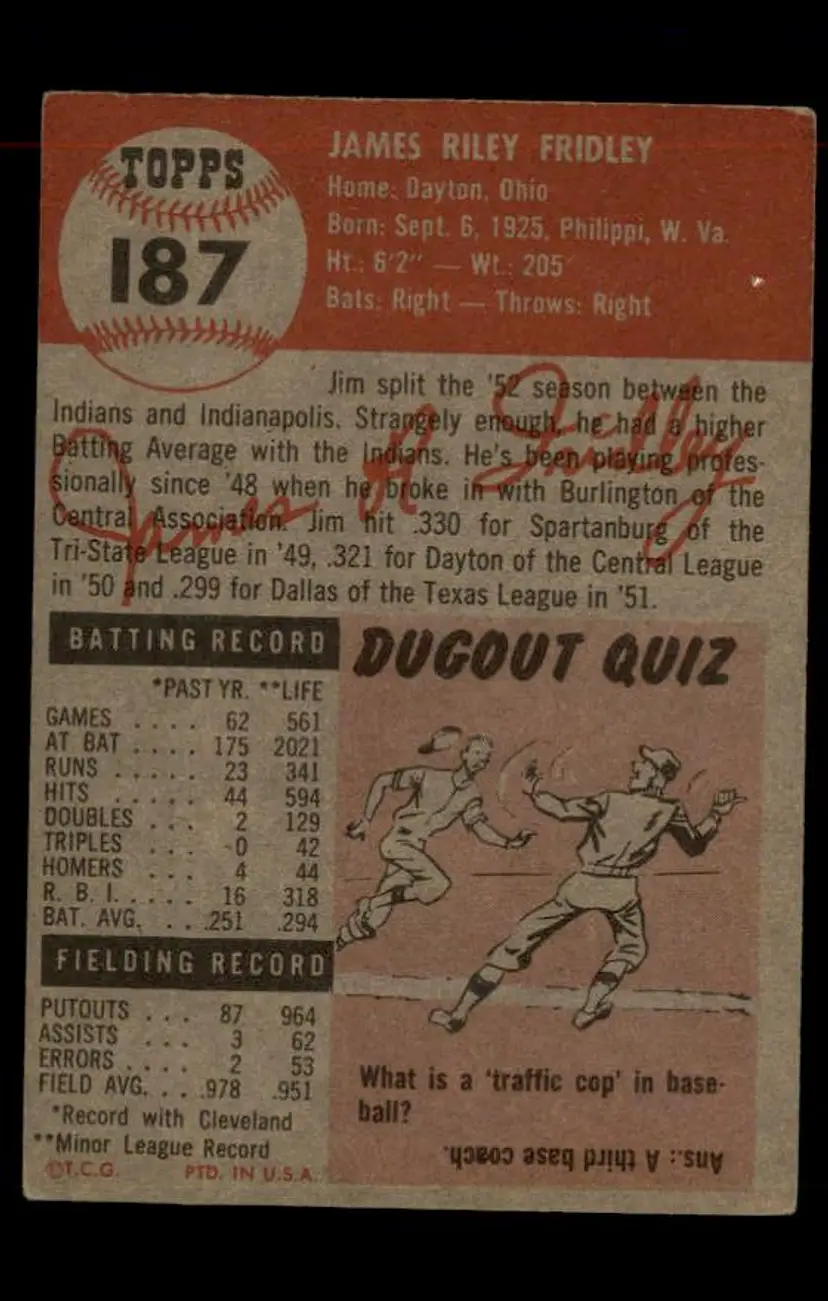 TOPPS
187
JAMES RILEY FRIDLEY
Home: Dayton, Ohio
Born: Sept. 6, 1925, Philippi, W. Va.
Ht.: 6'2" — Wt.: 205
Bats: Right — Throws: Right
Jim split the '52 season between the
Indians and Indianapolis. Strangely enough, he had a higher
Batting Average with the Indians. He's been playing profes-
sionally since '48 when he broke in with Burlington of the
Central Association. Jim hit .330 for Spartanburg of the
Tri-State League in '49, .321 for Dayton of the Central League
in '50 and .299 for Dallas of the Texas League in '51.
James R Fridley
BATTING RECORD
*PAST YR. **LIFE
GAMES . . . . 62 561
AT BAT . . . . 175 2021
RUNS . . . . . 23 341
HITS . . . . . 44 594
DOUBLES . . . 2 129
TRIPLES . . . 0 42
HOMERS . . . 4 44
R. B. I. . . . . . 16 318
BAT. AVG. . . . .251 .294
FIELDING RECORD
PUTOUTS . . . 87 964
ASSISTS . . . 3 62
ERRORS . . . . 2 53
FIELD AVG. . . .978 .951
*Record with Cleveland
**Minor League Record
©T.C.G. PTD. IN U.S.A.
DUGOUT QUIZ
What is a 'traffic cop' in base-
ball?
Ans.: A third base coach.